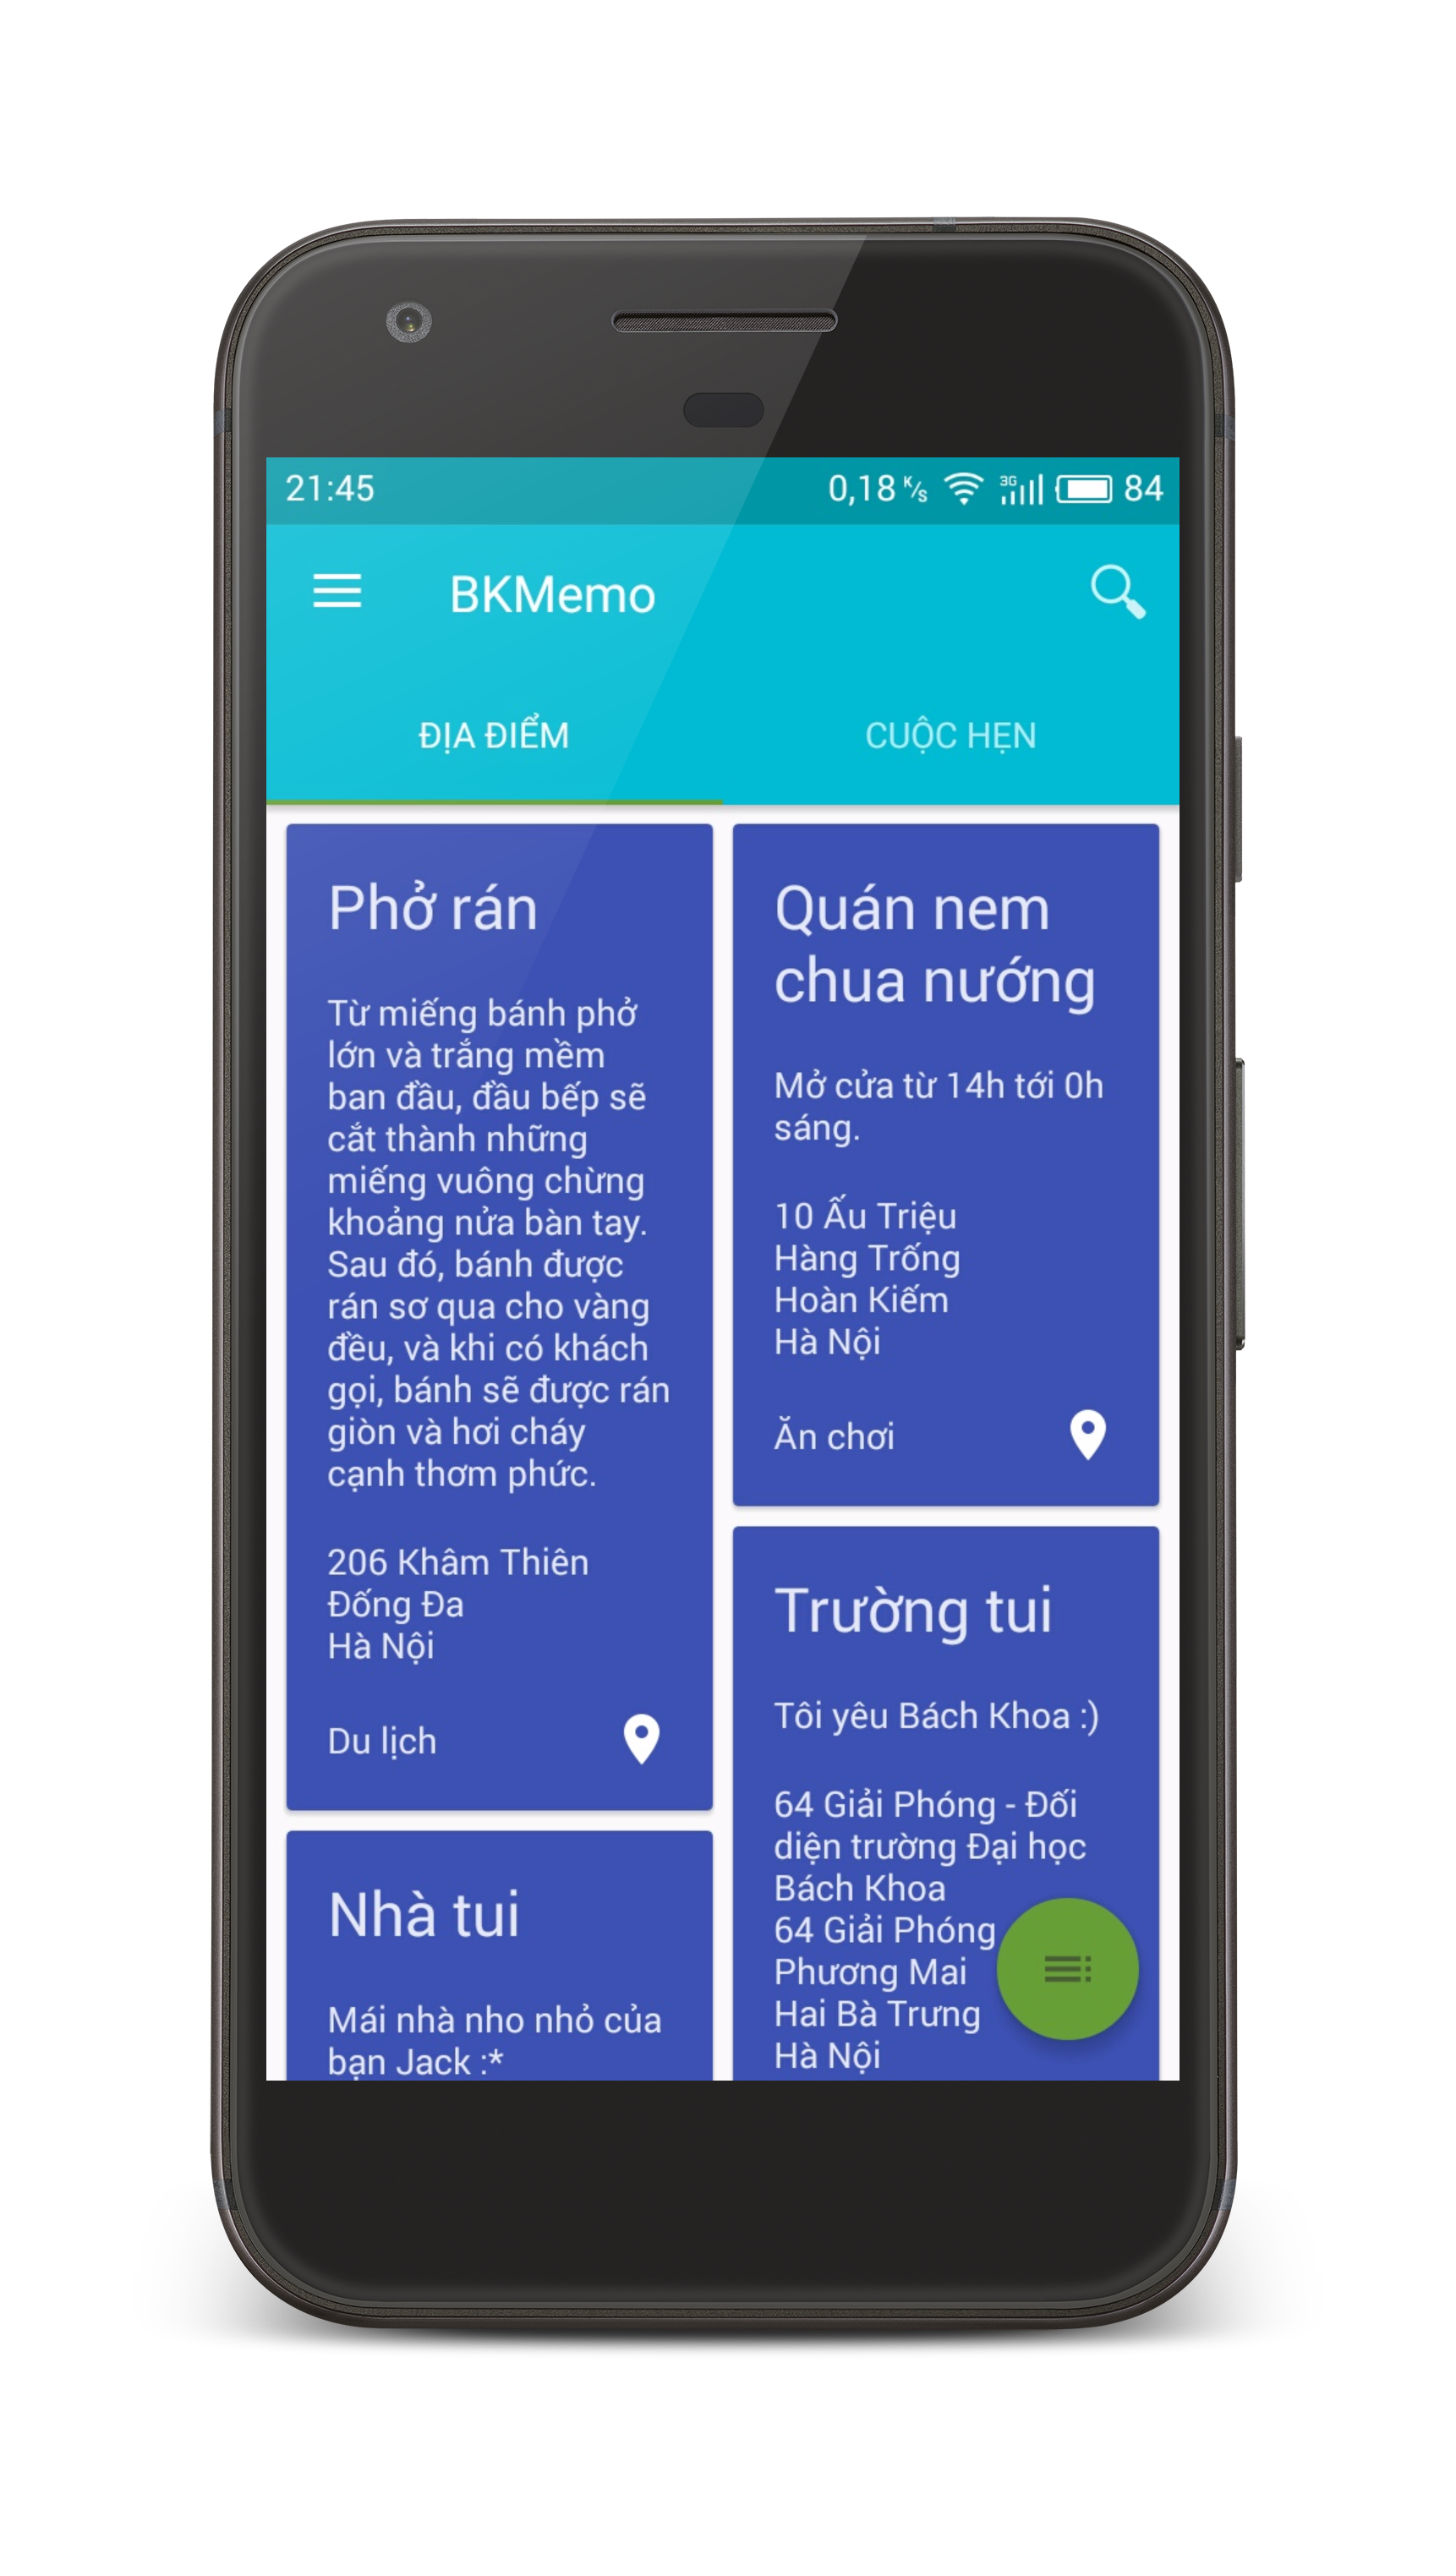 21:45
0,18 K/s 3G 84
BKMemo
ĐỊA ĐIỂM
CUỘC HẸN
Phở rán
Từ miếng bánh phở
lớn và trắng mềm
ban đầu, đầu bếp sẽ
cắt thành những
miếng vuông chừng
khoảng nửa bàn tay.
Sau đó, bánh được
rán sơ qua cho vàng
đều, và khi có khách
gọi, bánh sẽ được rán
giòn và hơi cháy
cạnh thơm phức.
206 Khâm Thiên
Đống Đa
Hà Nội
Du lịch
Nhà tui
Mái nhà nho nhỏ của
bạn Jack :*
Quán nem
chua nướng
Mở cửa từ 14h tới 0h
sáng.
10 Ấu Triệu
Hàng Trống
Hoàn Kiếm
Hà Nội
Ăn chơi
Trường tui
Tôi yêu Bách Khoa :)
64 Giải Phóng - Đối
diện trường Đại học
Bách Khoa
64 Giải Phóng
Phương Mai
Hai Bà Trưng
Hà Nội